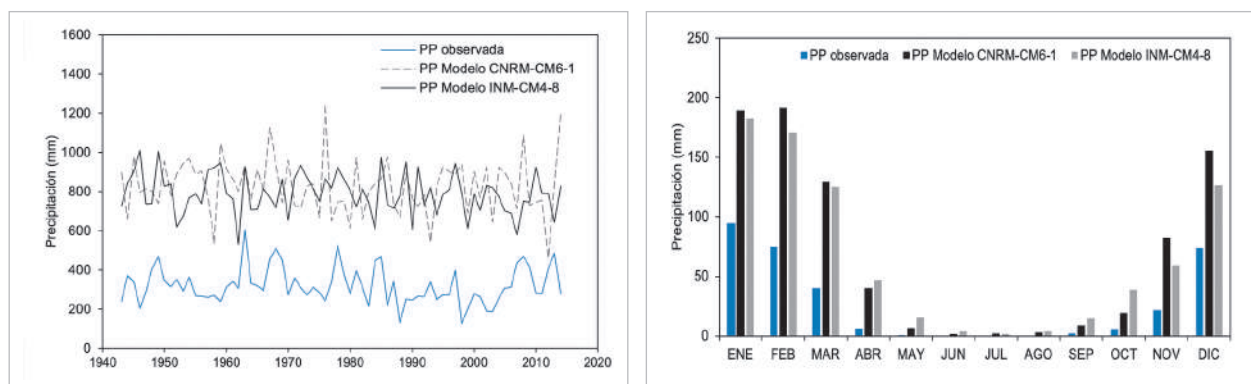 1600
1400
1200
1000
800
600
400
200
0
Precipitación (mm)
PP observada
PP Modelo CNRM-CM6-1
PP Modelo INM-CM4-8
1940 1950 1960 1970 1980 1990 2000 2010 2020
250
200
150
100
50
0
Precipitación (mm)
PP observada PP Modelo CNRM-CM6-1 PP Modelo INM-CM4-8
ENE FEB MAR ABR MAY JUN JUL AGO SEP OCT NOV DIC